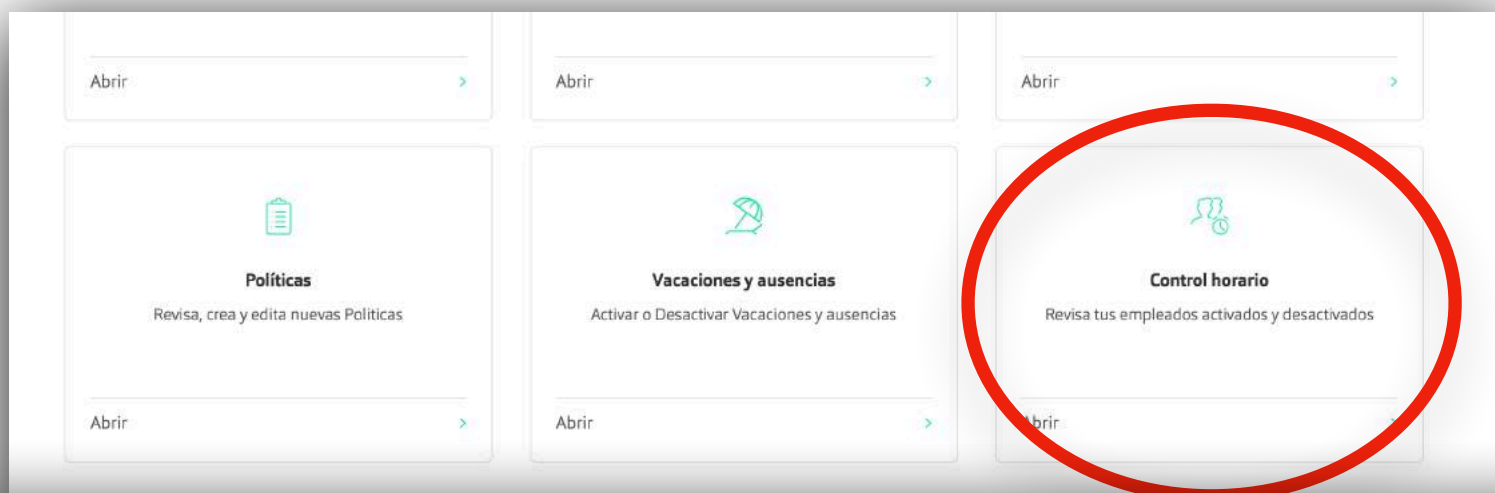 Abrir
Abrir
Abrir
Políticas
Revisa, crea y edita nuevas Politicas
Abrir
Vacaciones y ausencias
Activar o Desactivar Vacaciones y ausencias
Abrir
Control horario
Revisa tus empleados activados y desactivados
Abrir